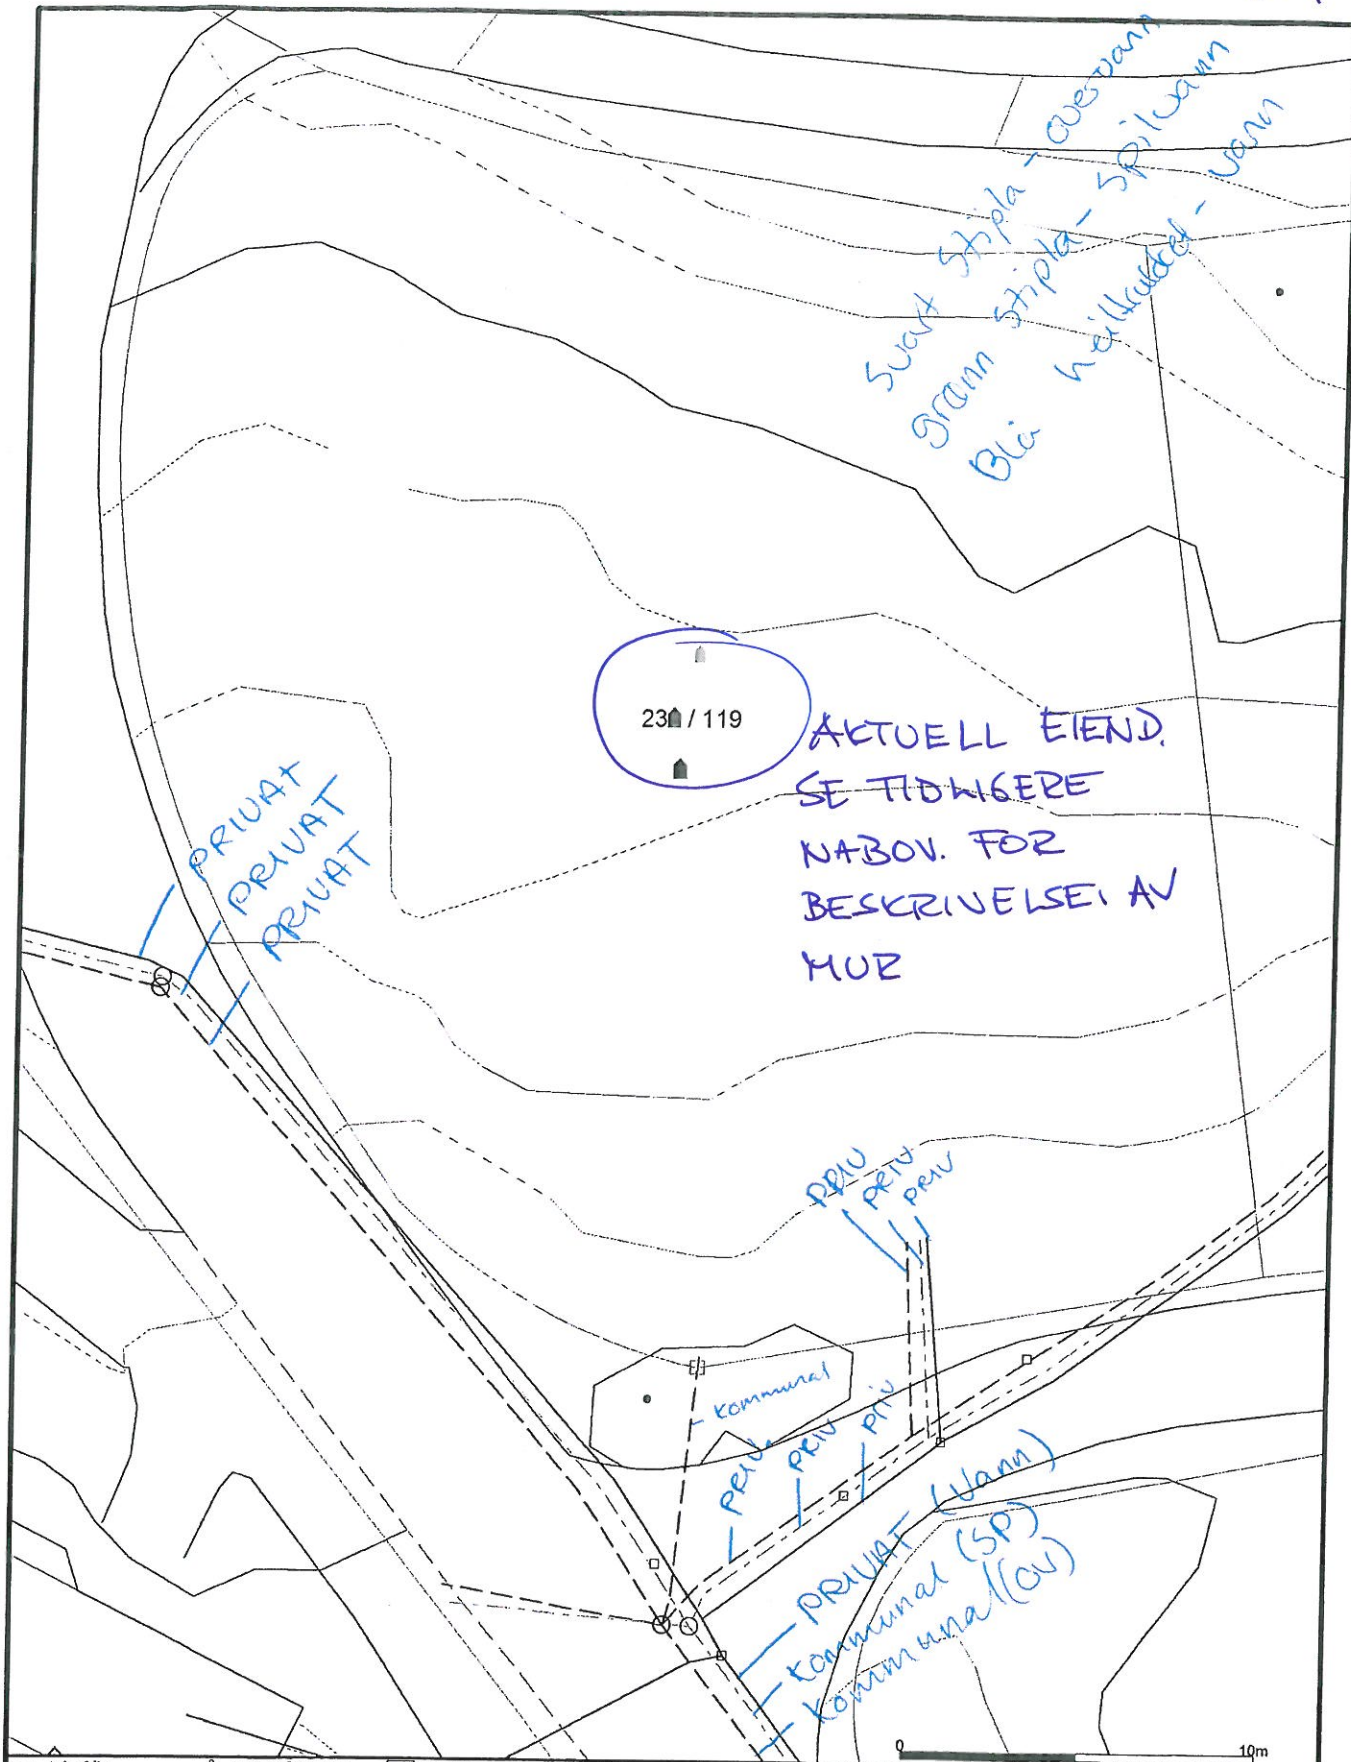 Svart stipla - overvann
grønn stipla - Spillvann
Blå heiltrukket - vann
/ 119
AKTUELL EIEND.
SE TIDLIGERE
NABOV. FOR
BESKRIVELSE AV
MUR
PRIVAT
PRIVAT
PRIVAT
PRIV
PRIV
PRIV
- Kommunal
PRIV
PRIV
PRIV
PRIVAT (Vann)
Kommunal (SP)
Kommunal (OV)
0 10m